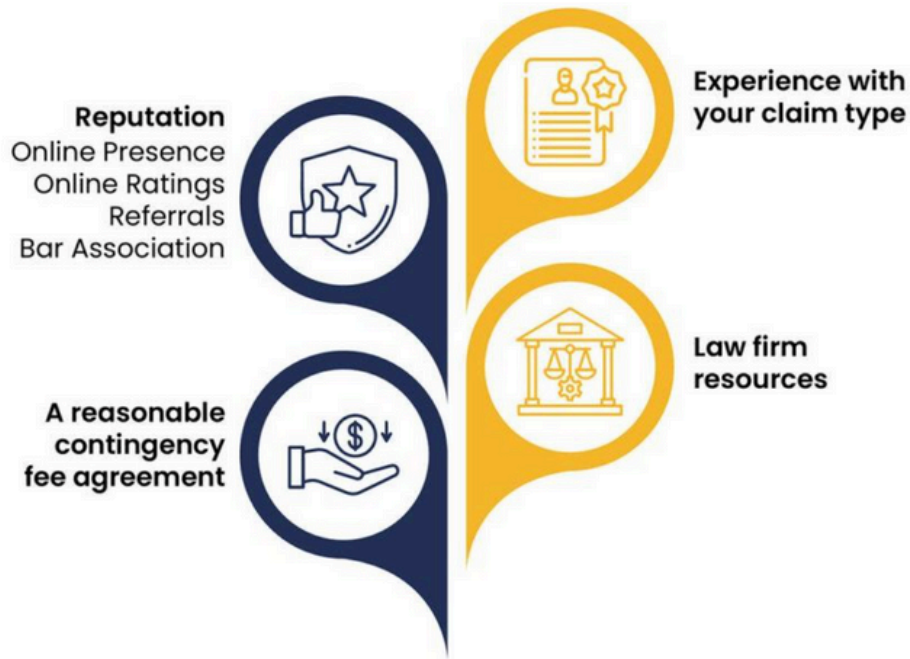 Reputation
Online Presence
Online Ratings
Referrals
Bar Association
Experience with
your claim type
A reasonable
contingency
fee agreement
Law firm
resources
$